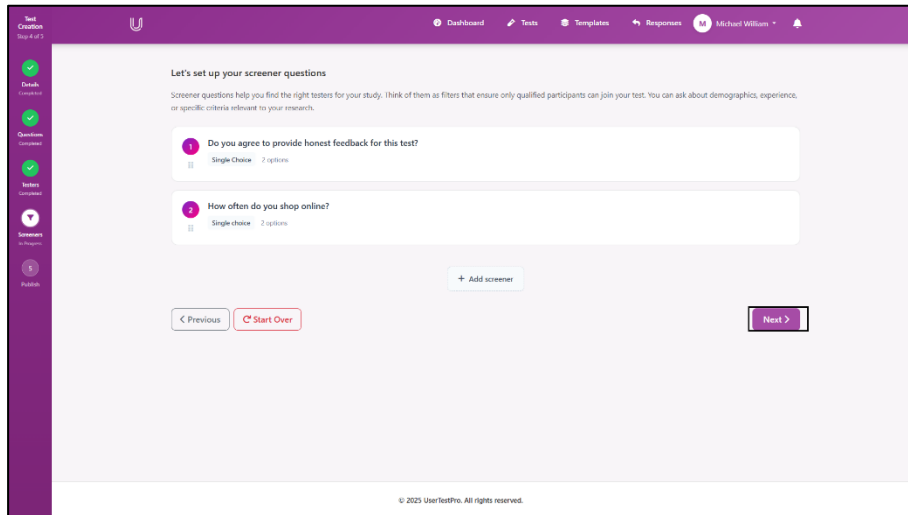 Test
Creation
Step 4 of 5
Dashboard
Tests
Templates
Responses
M
Michael William
Details
Completed
Questions
Completed
Testers
Completed
Screeners
In Progress
5
Publish
Let's set up your screener questions
Screener questions help you find the right testers for your study. Think of them as filters that ensure only qualified participants can join your test. You can ask about demographics, experience,
or specific criteria relevant to your research.
1
Do you agree to provide honest feedback for this test?
Single Choice 2 options
2
How often do you shop online?
Single choice 2 options
+ Add screener
Previous
Start Over
Next
© 2025 UserTestPro. All rights reserved.